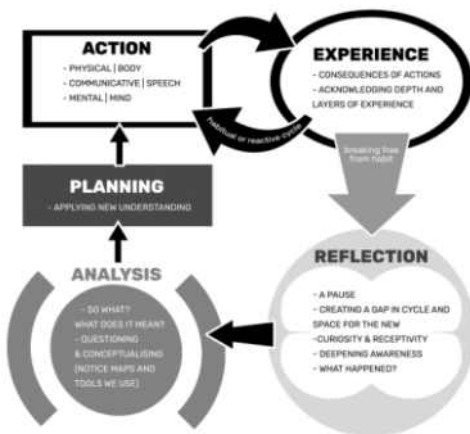 ACTION
- PHYSICAL | BODY
- COMMUNICATIVE | SPEECH
- MENTAL | MIND
EXPERIENCE
- CONSEQUENCES OF ACTIONS
- ACKNOWLEDGING DEPTH AND
LAYERS OF EXPERIENCE
habitual or reactive cycle
breaking free
from habit
REFLECTION
- A PAUSE
- CREATING A GAP IN CYCLE AND
SPACE FOR THE NEW
-CURIOSITY & RECEPTIVITY
- DEEPENING AWARENESS
- WHAT HAPPENED?
ANALYSIS
- SO WHAT?
WHAT DOES IT MEAN?
- QUESTIONING
& CONCEPTUALISING
(NOTICE MAPS AND
TOOLS WE USE)
PLANNING
- APPLYING NEW UNDERSTANDING